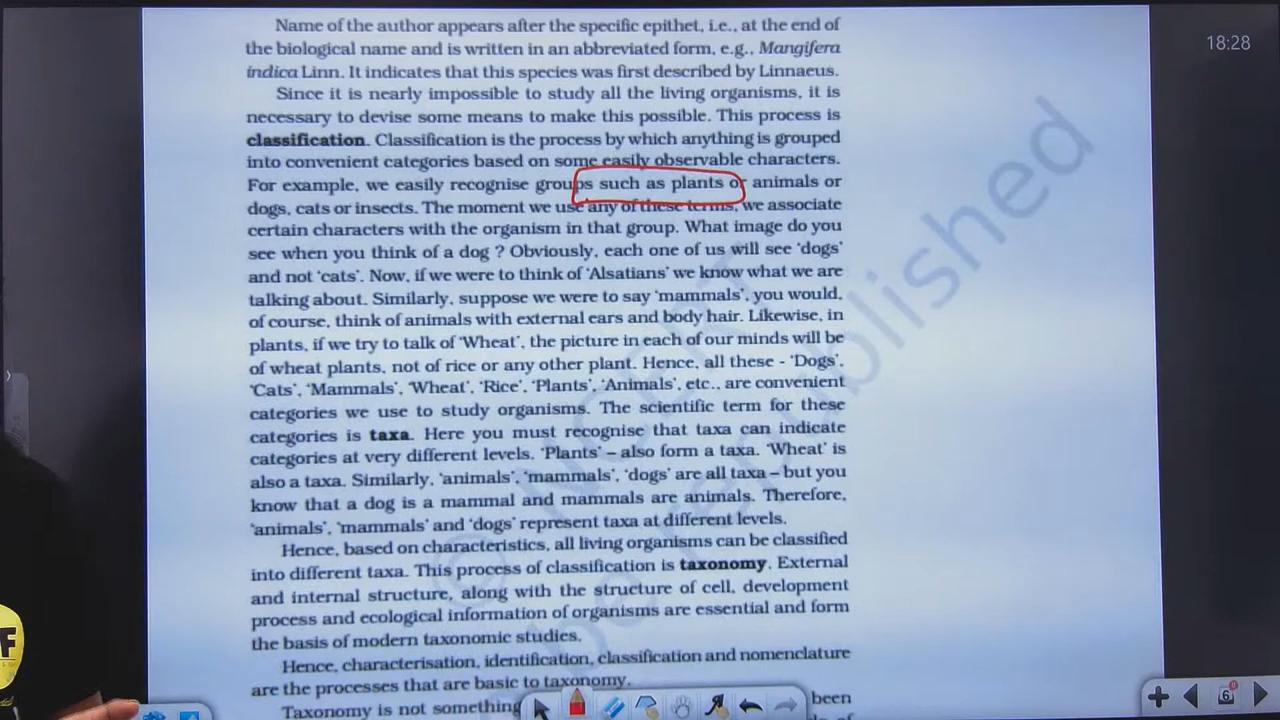 Name of the author appears after the specific epithet, i.e., at the end of
the biological name and is written in an abbreviated form, e.g., Mangifera
indica Linn. It indicates that this species was first described by Linnaeus.
Since it is nearly impossible to study all the living organisms, it is
necessary to devise some means to make this possible. This process is
classification. Classification is the process by which anything is grouped
into convenient categories based on some easily observable characters.
For example, we easily recognise groups such as plants or animals or
dogs, cats or insects. The moment we use any of these terms, we associate
certain characters with the organism in that group. What image do you
see when you think of a dog ? Obviously, each one of us will see 'dogs'
and not 'cats'. Now, if we were to think of 'Alsatians' we know what we are
talking about. Similarly, suppose we were to say 'mammals', you would,
of course, think of animals with external ears and body hair. Likewise, in
plants, if we try to talk of 'Wheat', the picture in each of our minds will be
of wheat plants, not of rice or any other plant. Hence, all these - 'Dogs',
'Cats', 'Mammals', 'Wheat', 'Rice', 'Plants', 'Animals', etc., are convenient
categories we use to study organisms. The scientific term for these
categories is taxa. Here you must recognise that taxa can indicate
categories at very different levels. 'Plants' – also form a taxa. 'Wheat' is
also a taxa. Similarly, 'animals', 'mammals', 'dogs' are all taxa – but you
know that a dog is a mammal and mammals are animals. Therefore,
'animals', 'mammals' and 'dogs' represent taxa at different levels.
Hence, based on characteristics, all living organisms can be classified
into different taxa. This process of classification is taxonomy. External
and internal structure, along with the structure of cell, development
process and ecological information of organisms are essential and form
the basis of modern taxonomic studies.
Hence, characterisation, identification, classification and nomenclature
are the processes that are basic to taxonomy.
Taxonomy is not something been
18:28
© NCERT
be republished
F
6